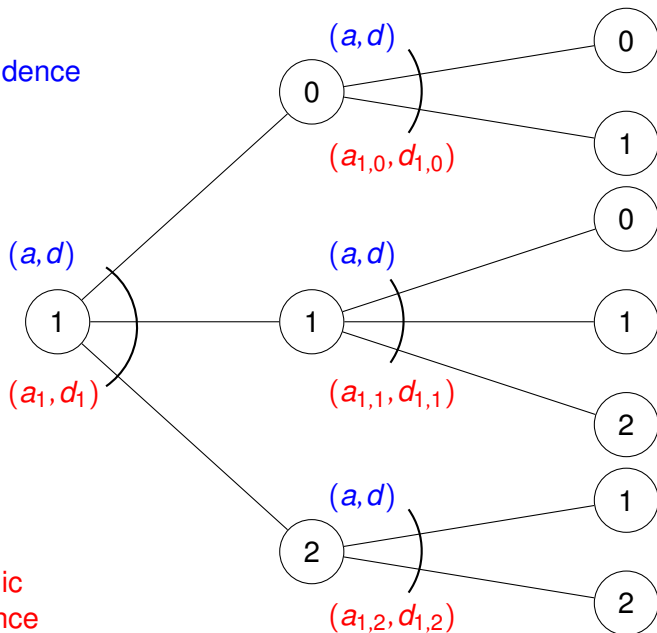 dence
(a,d)
0
0
(a1,0,d1,0)
1
0
(a,d)
(a,d)
1
1
1
(a1,d1)
(a1,1,d1,1)
2
(a,d)
1
2
ic
nce
(a1,2,d1,2)
2